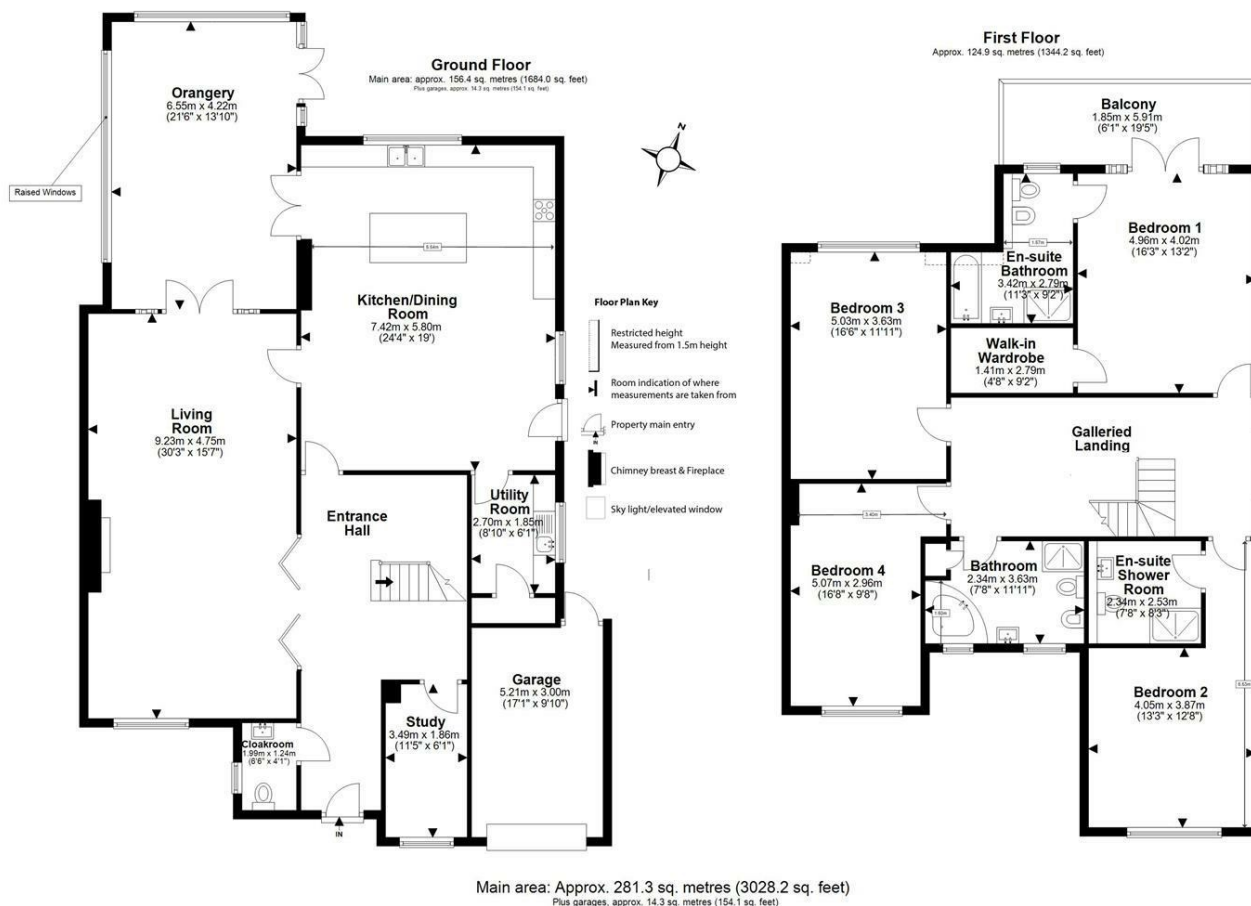 Ground Floor
Main area: approx. 156.4 sq. metres (1684.0 sq. feet)
Plus garages, approx. 14.3 sq. metres (154.1 sq. feet)
Orangery
6.55m x 4.22m
(21'6" x 13'10")
Raised Windows
N
Kitchen/Dining
Room
7.42m x 5.80m
(24'4" x 19')
Living
Room
9.23m x 4.75m
(30'3" x 15'7")
Entrance
Hall
Utility
Room
2.70m x 1.85m
(8'10" x 6'1")
Garage
5.21m x 3.00m
(17'1" x 9'10")
Study
3.49m x 1.86m
(11'5" x 6'1")
Cloakroom
1.99m x 1.24m
(6'6" x 4'1")
IN
Floor Plan Key
Restricted height
Measured from 1.5m height
Room indication of where
measurements are taken from
Property main entry
IN
Chimney breast & Fireplace
Sky light/elevated window
First Floor
Approx. 124.9 sq. metres (1344.2 sq. feet)
Balcony
1.85m x 5.91m
(6'1" x 19'5")
Bedroom 1
4.96m x 4.02m
(16'3" x 13'2")
1.67m
En-suite
Bathroom
3.42m x 2.79m
(11'3" x 9'2")
Bedroom 3
5.03m x 3.63m
(16'6" x 11'11")
Walk-in
Wardrobe
1.41m x 2.79m
(4'8" x 9'2")
Galleried
Landing
3.40m
Bedroom 4
5.07m x 2.96m
(16'8" x 9'8")
Bathroom
2.34m x 3.63m
(7'8" x 11'11")
En-suite
Shower
Room
2.34m x 2.53m
(7'8" x 8'3")
Bedroom 2
4.05m x 3.87m
(13'3" x 12'8")
Main area: Approx. 281.3 sq. metres (3028.2 sq. feet)
Plus garages, approx. 14.3 sq. metres (154.1 sq. feet)